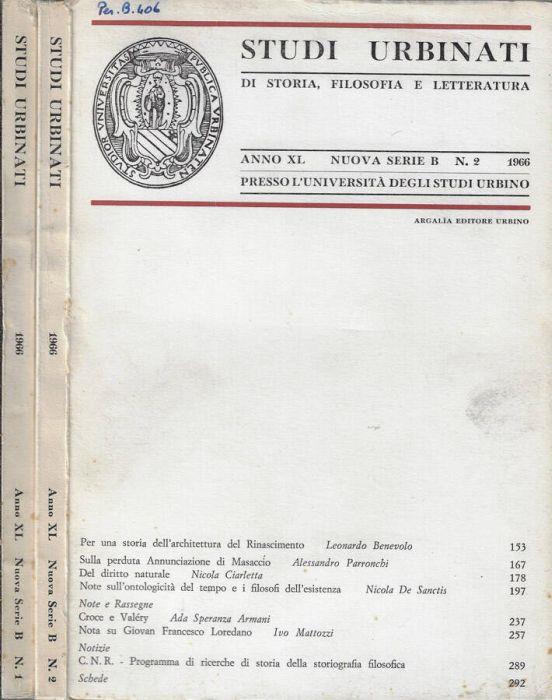 Per. B. 406
STUDI URBINATI
DI STORIA, FILOSOFIA E LETTERATURA
ANNO XL NUOVA SERIE B N. 2 1966
PRESSO L'UNIVERSITÀ DEGLI STUDI URBINO
ARGALÌA EDITORE URBINO
Per una storia dell'architettura del Rinascimento Leonardo Benevolo 153
Sulla perduta Annunciazione di Masaccio Alessandro Parronchi 167
Del diritto naturale Nicola Ciarletta 178
Note sull'ontologicità del tempo e i filosofi dell'esistenza Nicola De Sanctis 197
Note e Rassegne
Croce e Valéry Ada Speranza Armani 237
Nota su Giovan Francesco Loredano Ivo Mattozzi 257
Notizie
C. N. R. - Programma di ricerche di storia della storiografia filosofica 289
Schede 292
STUDI URBINATI 1966 Anno XL Nuova Serie B N. 1
STUDI URBINATI 1966 Anno XL Nuova Serie B N. 2